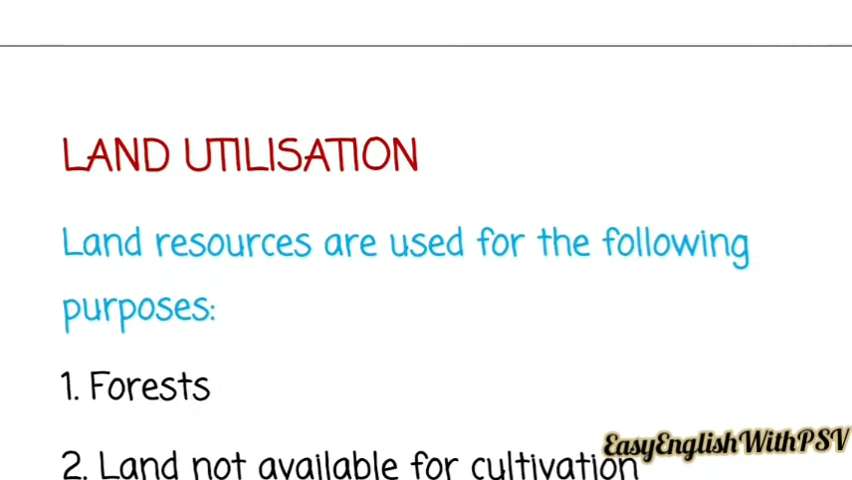 LAND UTILISATION
Land resources are used for the following
purposes:
1. Forests
2. Land not available for cultivation
EasyEnglishWithPSV